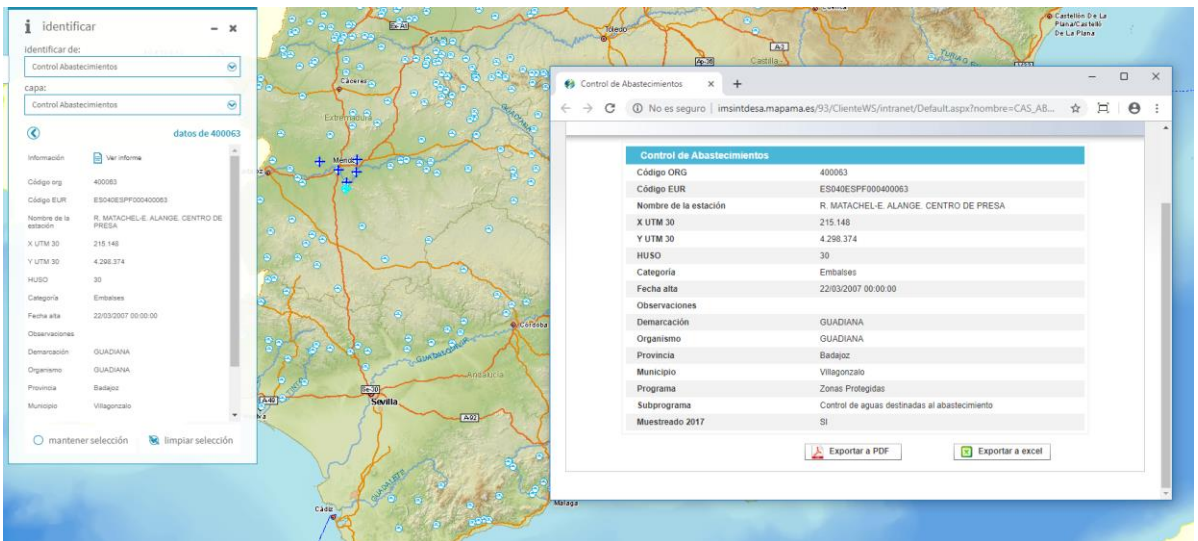 identificar
identificar de:
Control Abastecimientos
capa:
Control Abastecimientos
datos de 400063
Información Ver informe
Código org 400063
Código EUR ES040ESPF000400063
Nombre de la estación R. MATACHEL-E. ALANGE. CENTRO DE PRESA
X UTM 30 215.148
Y UTM 30 4.298.374
HUSO 30
Categoría Embalses
Fecha alta 22/03/2007 00:00:00
Observaciones
Demarcación GUADIANA
Organismo GUADIANA
Provincia Badajoz
Municipio Villagonzalo
mantener selección limpiar selección
Toledo
Cáceres
Castilla
A-3
Ap-36
Castellón De La
Plana/Castelló
De La Plana
Córdoba
Andalucía
Se-30
Sevilla
A-49
A-92
Cádiz
Málaga
Control de Abastecimientos
No es seguro | imsintdesa.mapama.es/93/ClienteWS/intranet/Default.aspx?nombre=CAS_AB...
Control de Abastecimientos
Código ORG 400063
Código EUR ES040ESPF000400063
Nombre de la estación R. MATACHEL-E. ALANGE. CENTRO DE PRESA
X UTM 30 215.148
Y UTM 30 4.298.374
HUSO 30
Categoría Embalses
Fecha alta 22/03/2007 00:00:00
Observaciones
Demarcación GUADIANA
Organismo GUADIANA
Provincia Badajoz
Municipio Villagonzalo
Programa Zonas Protegidas
Subprograma Control de aguas destinadas al abastecimiento
Muestreado 2017 SI
Exportar a PDF Exportar a excel